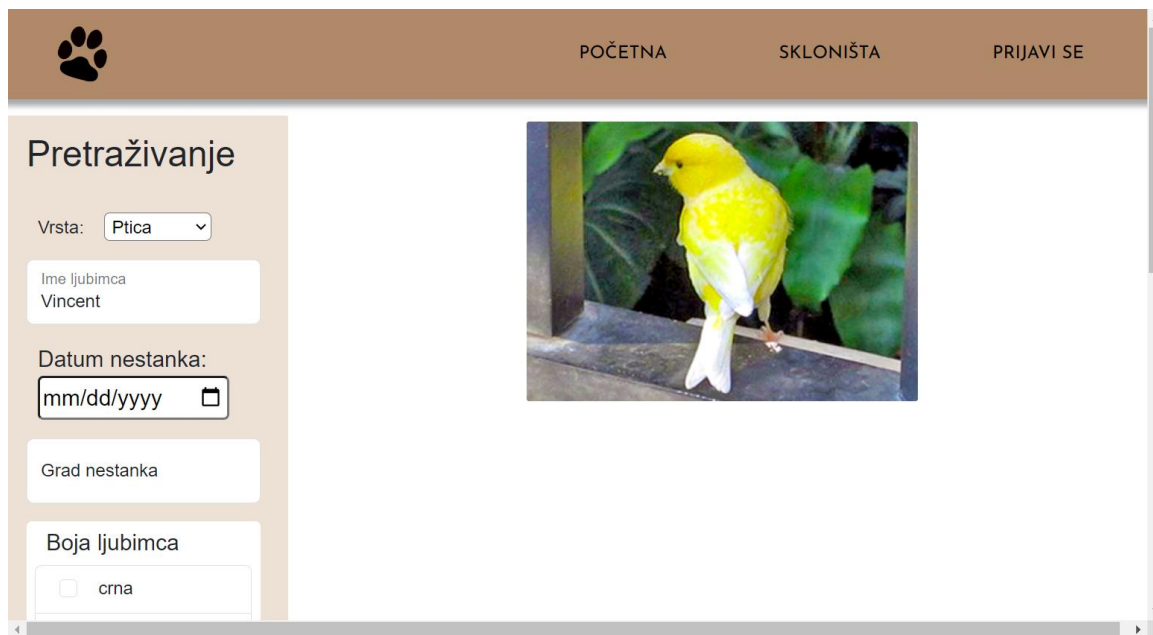 POČETNA SKLONIŠTA PRIJAVI SE
Pretraživanje
Vrsta: Ptica
Ime ljubimca
Vincent
Datum nestanka:
mm/dd/yyyy
Grad nestanka
Boja ljubimca
crna